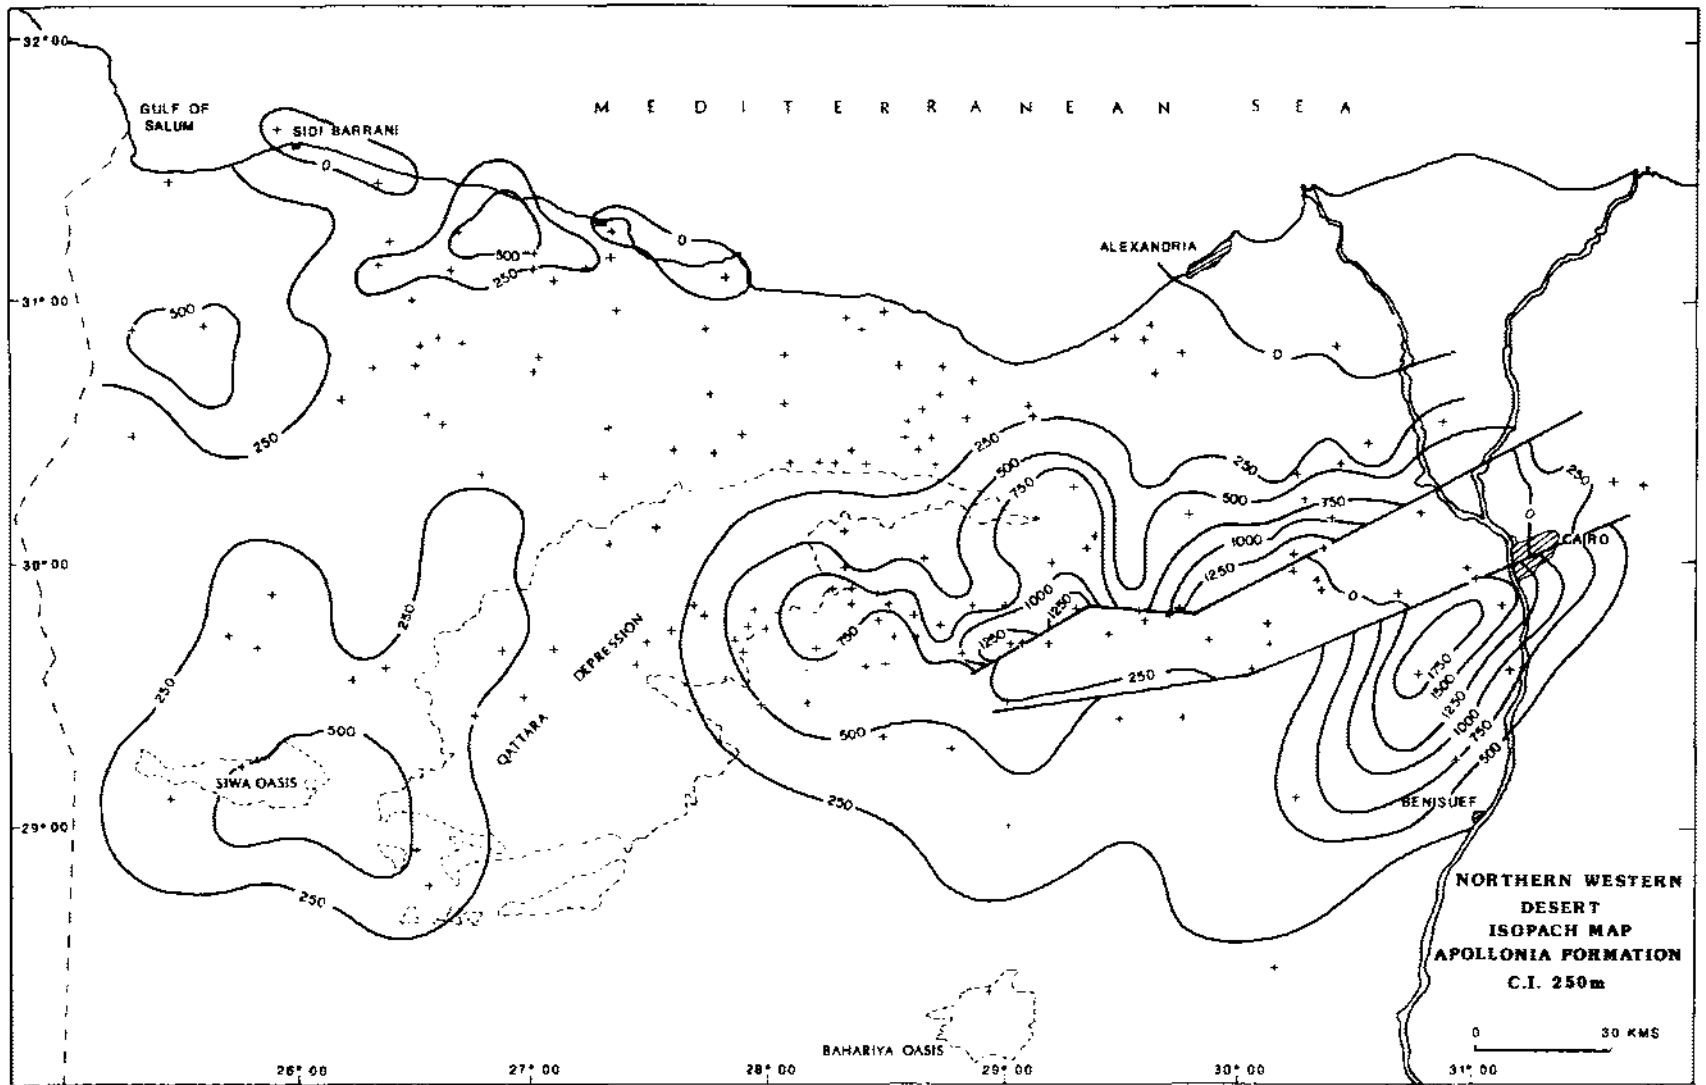 32°00
GULF OF
SALUM
MEDITERRANEAN SEA
SIDI BARRANI
0
0
ALEXANDRIA
500
250
31°00
500
0
250
250
500
750
250
500
750
1000
1250
250
0
CAIRO
30°00
250
1000
1250
1250
750
0
DEPRESSION
250
250
1750
1500
1250
1000
750
500
QATTARA
500
500
SIWA OASIS
250
BENISUEF
29°00
250
NORTHERN WESTERN
DESERT
ISOPACH MAP
APOLLONIA FORMATION
C.I. 250m
0 30 KMS
BAHARIYA OASIS
26°00 27°00 28°00 29°00 30°00 31°00